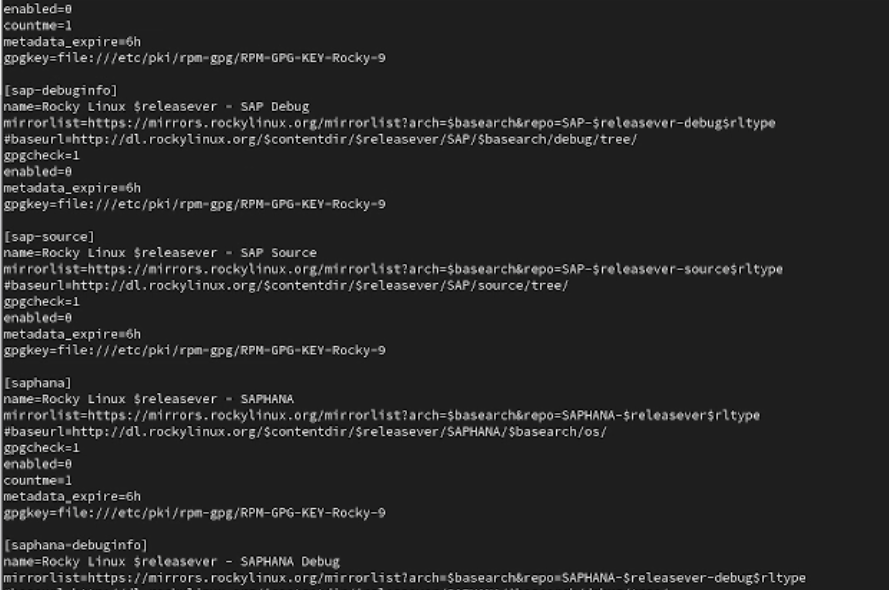 enabled=0
countme=1
metadata_expire=6h
gpgkey=file:///etc/pki/rpm-gpg/RPM-GPG-KEY-Rocky-9

[sap-debuginfo]
name=Rocky Linux $releasever - SAP Debug
mirrorlist=https://mirrors.rockylinux.org/mirrorlist?arch=$basearch&repo=SAP-$releasever-debug$rltype
#baseurl=http://dl.rockylinux.org/$contentdir/$releasever/SAP/$basearch/debug/tree/
gpgcheck=1
enabled=0
metadata_expire=6h
gpgkey=file:///etc/pki/rpm-gpg/RPM-GPG-KEY-Rocky-9

[sap-source]
name=Rocky Linux $releasever - SAP Source
mirrorlist=https://mirrors.rockylinux.org/mirrorlist?arch=$basearch&repo=SAP-$releasever-source$rltype
#baseurl=http://dl.rockylinux.org/$contentdir/$releasever/SAP/source/tree/
gpgcheck=1
enabled=0
metadata_expire=6h
gpgkey=file:///etc/pki/rpm-gpg/RPM-GPG-KEY-Rocky-9

[saphana]
name=Rocky Linux $releasever - SAPHANA
mirrorlist=https://mirrors.rockylinux.org/mirrorlist?arch=$basearch&repo=SAPHANA-$releasever$rltype
#baseurl=http://dl.rockylinux.org/$contentdir/$releasever/SAPHANA/$basearch/os/
gpgcheck=1
enabled=0
countme=1
metadata_expire=6h
gpgkey=file:///etc/pki/rpm-gpg/RPM-GPG-KEY-Rocky-9

[saphana-debuginfo]
name=Rocky Linux $releasever - SAPHANA Debug
mirrorlist=https://mirrors.rockylinux.org/mirrorlist?arch=$basearch&repo=SAPHANA-$releasever-debug$rltype